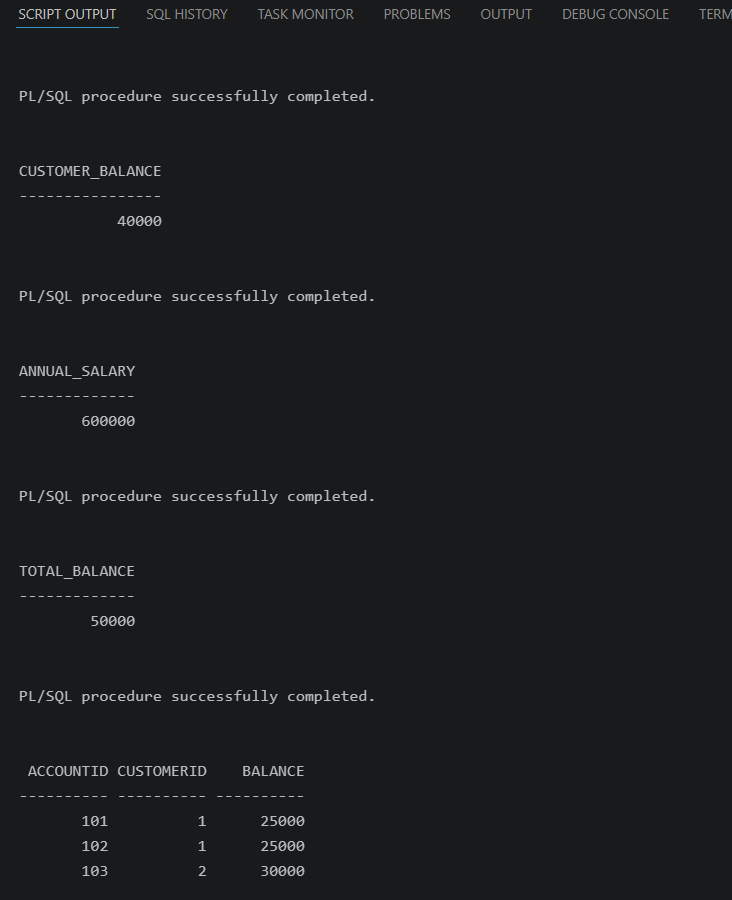 SCRIPT OUTPUT SQL HISTORY TASK MONITOR PROBLEMS OUTPUT DEBUG CONSOLE TERM
PL/SQL procedure successfully completed.
CUSTOMER_BALANCE
----------------
40000
PL/SQL procedure successfully completed.
ANNUAL_SALARY
-------------
600000
PL/SQL procedure successfully completed.
TOTAL_BALANCE
-------------
50000
PL/SQL procedure successfully completed.
ACCOUNTID CUSTOMERID BALANCE
---------- ---------- ----------
101 1 25000
102 1 25000
103 2 30000